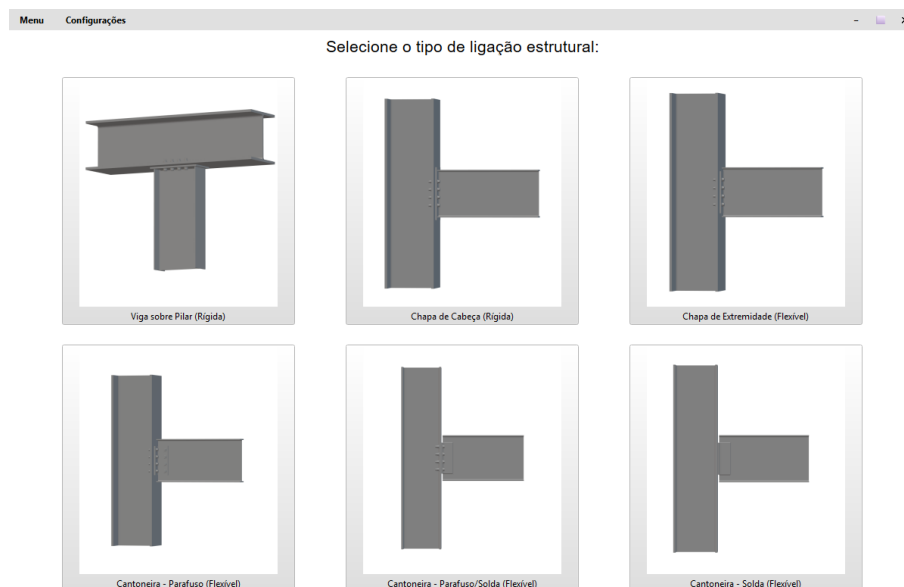 Menu Configurações
Selecione o tipo de ligação estrutural:
Viga sobre Pilar (Rígida) Chapa de Cabeça (Rígida) Chapa de Extremidade (Flexível)
Cantoneira - Parafuso (Flexível) Cantoneira - Parafuso/Solda (Flexível) Cantoneira - Solda (Flexível)